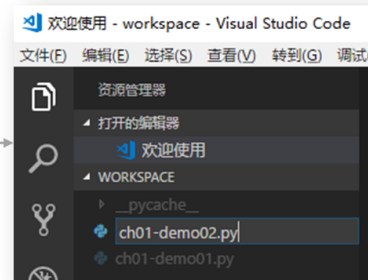 欢迎使用 - workspace - Visual Studio Code
文件(F) 编辑(E) 选择(S) 查看(V) 转到(G) 调试
资源管理器
打开的编辑器
欢迎使用
WORKSPACE
__pycache__
ch01-demo02.py
ch01-demo01.py